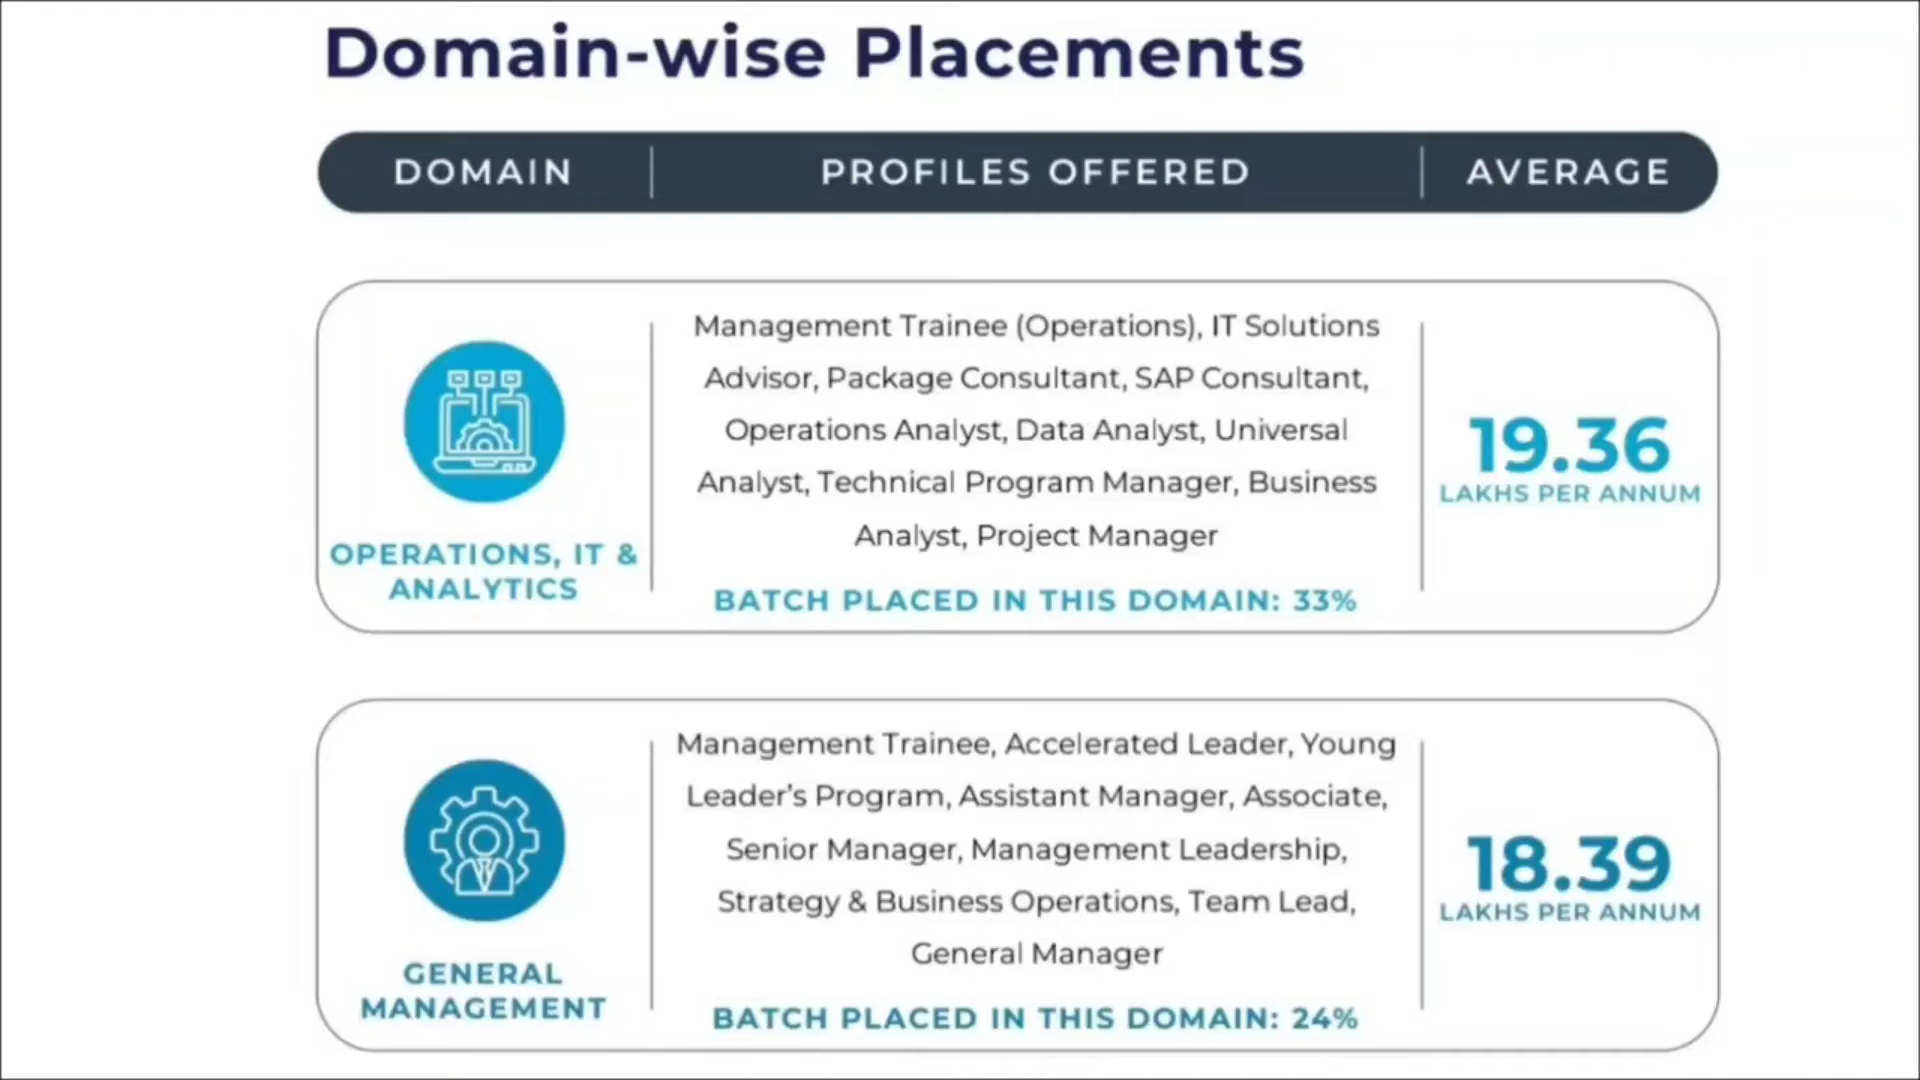 Domain-wise Placements
DOMAIN
PROFILES OFFERED
AVERAGE
OPERATIONS, IT &
ANALYTICS
Management Trainee (Operations), IT Solutions
Advisor, Package Consultant, SAP Consultant,
Operations Analyst, Data Analyst, Universal
Analyst, Technical Program Manager, Business
Analyst, Project Manager
BATCH PLACED IN THIS DOMAIN: 33%
19.36
LAKHS PER ANNUM
GENERAL
MANAGEMENT
Management Trainee, Accelerated Leader, Young
Leader's Program, Assistant Manager, Associate,
Senior Manager, Management Leadership,
Strategy & Business Operations, Team Lead,
General Manager
BATCH PLACED IN THIS DOMAIN: 24%
18.39
LAKHS PER ANNUM